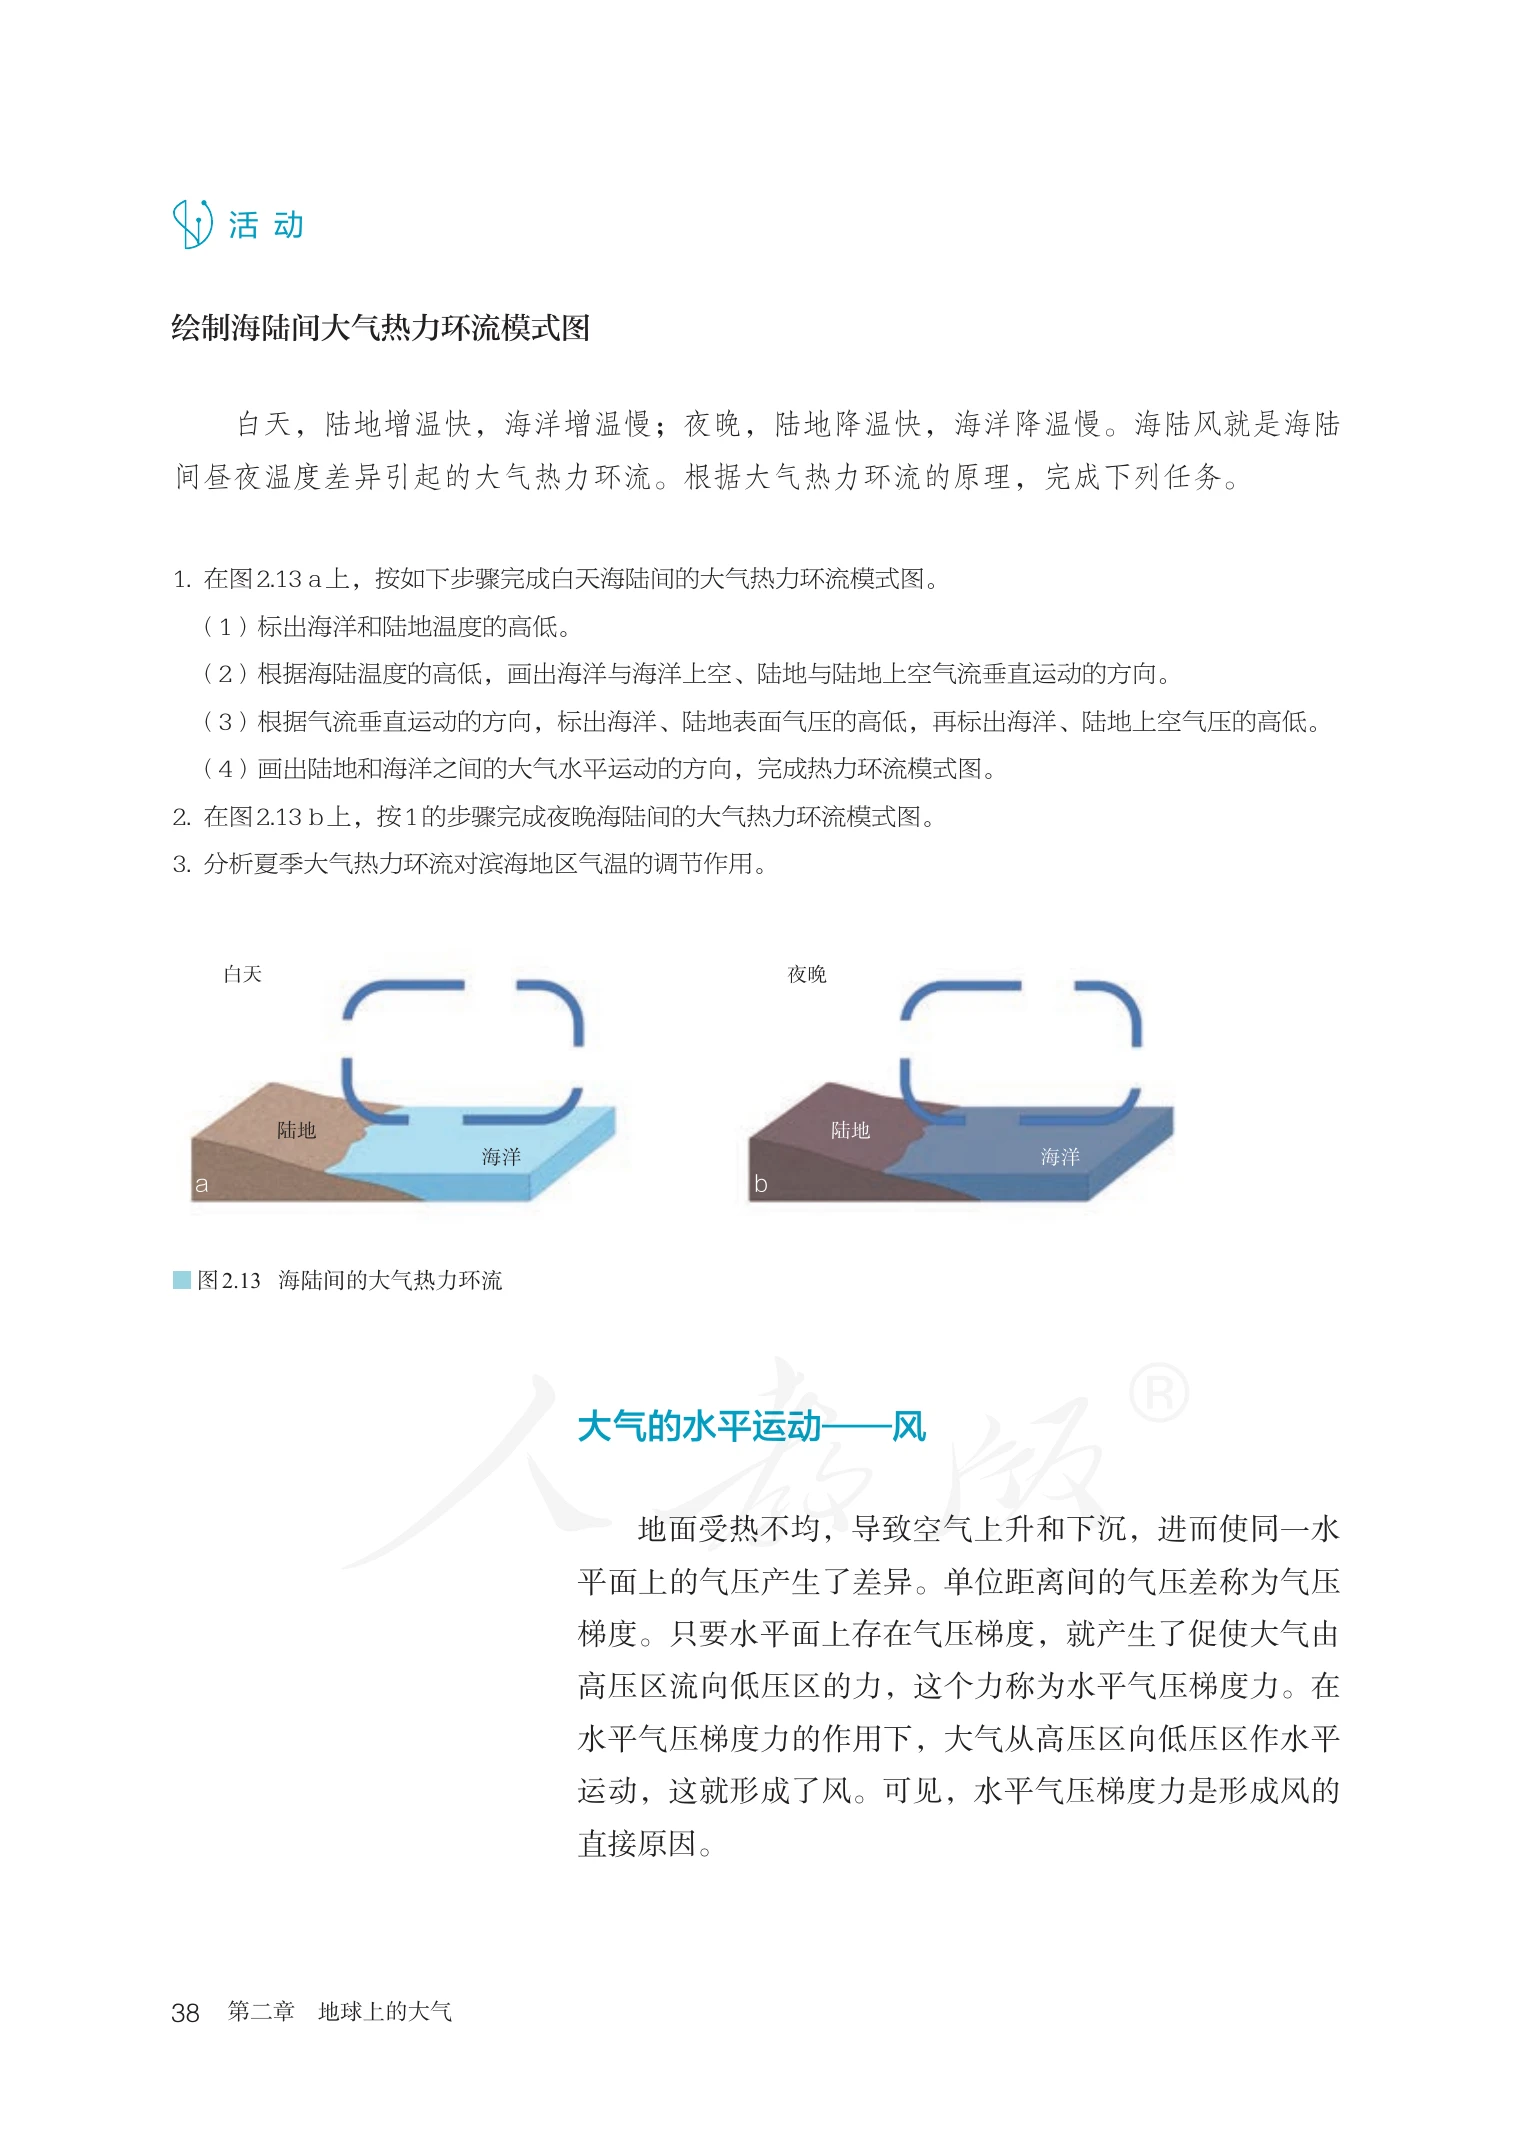 活动
绘制海陆间大气热力环流模式图
白天，陆地增温快，海洋增温慢；夜晚，陆地降温快，海洋降温慢。海陆风就是海陆
间昼夜温度差异引起的大气热力环流。根据大气热力环流的原理，完成下列任务。
1. 在图2.13 a上，按如下步骤完成白天海陆间的大气热力环流模式图。
（1）标出海洋和陆地温度的高低。
（2）根据海陆温度的高低，画出海洋与海洋上空、陆地与陆地上空气流垂直运动的方向。
（3）根据气流垂直运动的方向，标出海洋、陆地表面气压的高低，再标出海洋、陆地上空气压的高低。
（4）画出陆地和海洋之间的大气水平运动的方向，完成热力环流模式图。
2. 在图2.13 b上，按1的步骤完成夜晚海陆间的大气热力环流模式图。
3. 分析夏季大气热力环流对滨海地区气温的调节作用。
白天
陆地
海洋
a
夜晚
陆地
海洋
b
图2.13 海陆间的大气热力环流
人教版®
大气的水平运动——风
地面受热不均，导致空气上升和下沉，进而使同一水
平面上的气压产生了差异。单位距离间的气压差称为气压
梯度。只要水平面上存在气压梯度，就产生了促使大气由
高压区流向低压区的力，这个力称为水平气压梯度力。在
水平气压梯度力的作用下，大气从高压区向低压区作水平
运动，这就形成了风。可见，水平气压梯度力是形成风的
直接原因。
38 第二章 地球上的大气